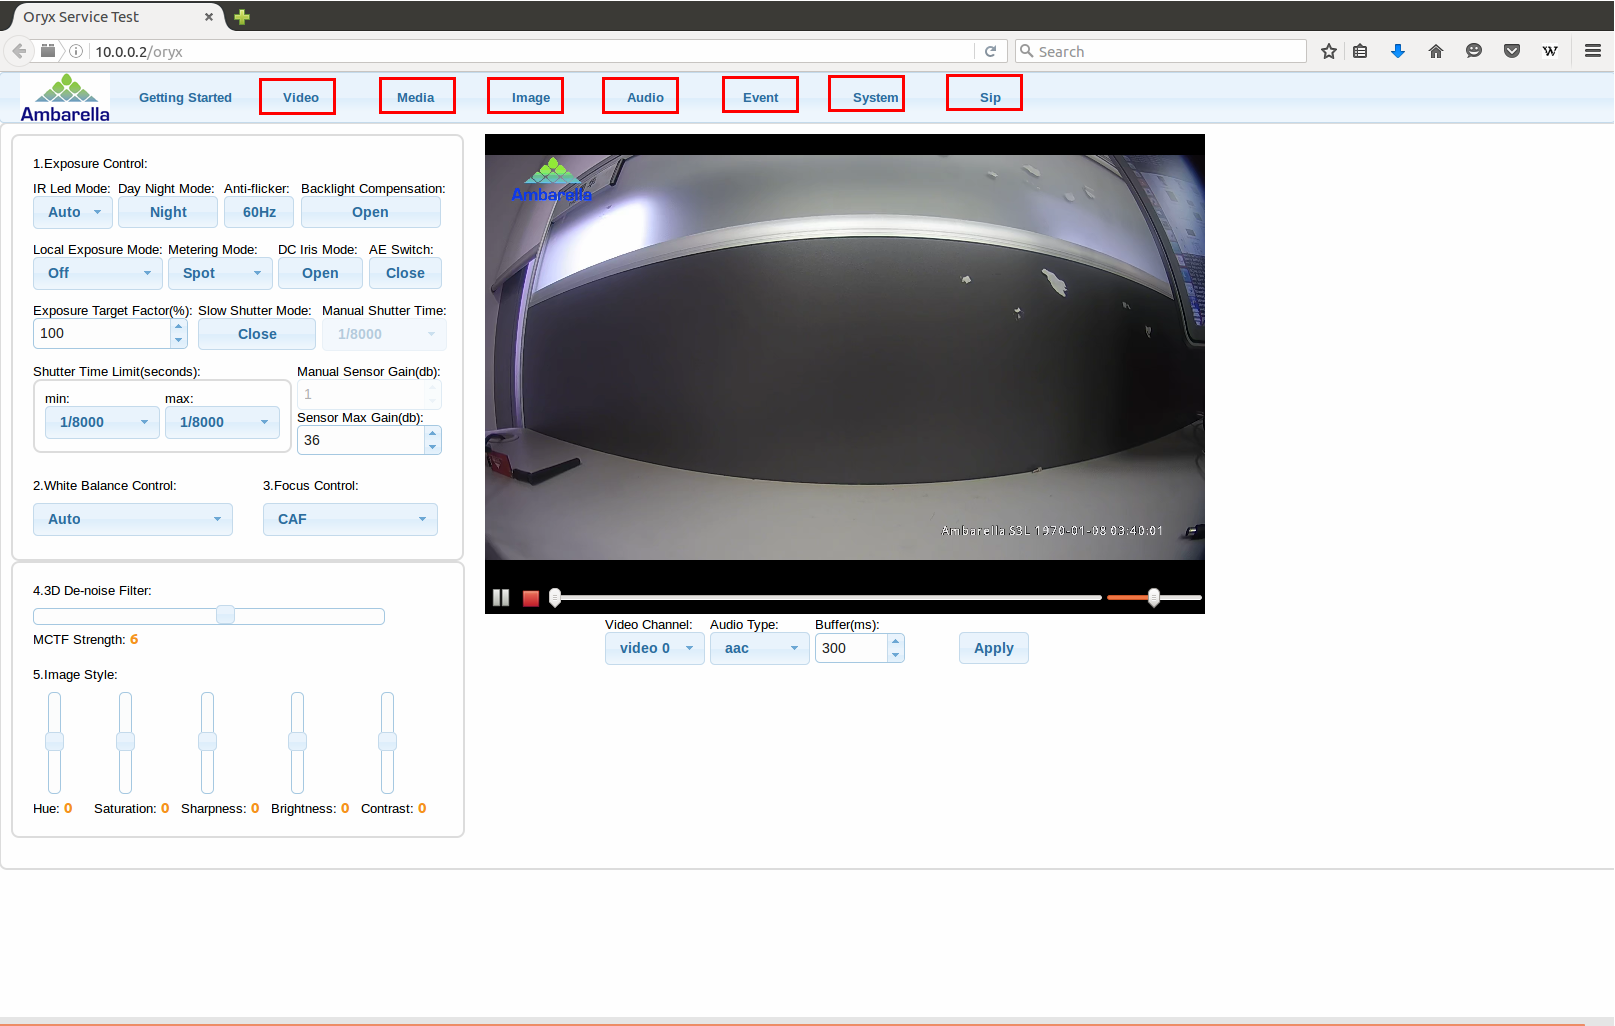 Oryx Service Test
10.0.0.2/oryx
Search
W
Ambarella
Getting Started Video Media Image Audio Event System Sip
1.Exposure Control:
IR Led Mode: Day Night Mode: Anti-flicker: Backlight Compensation:
Auto Night 60Hz Open
Local Exposure Mode: Metering Mode: DC Iris Mode: AE Switch:
Off Spot Open Close
Exposure Target Factor(%): Slow Shutter Mode: Manual Shutter Time:
100 Close 1/8000
Shutter Time Limit(seconds): Manual Sensor Gain(db):
min: max: 1
1/8000 1/8000 Sensor Max Gain(db):
36
2.White Balance Control: 3.Focus Control:
Auto CAF
4.3D De-noise Filter:
MCTF Strength: 6
5.Image Style:
Hue: 0 Saturation: 0 Sharpness: 0 Brightness: 0 Contrast: 0
Ambarella
Ambarella S3L 1970-01-08 03:40:01
Video Channel: Audio Type: Buffer(ms):
video 0 aac 300 Apply